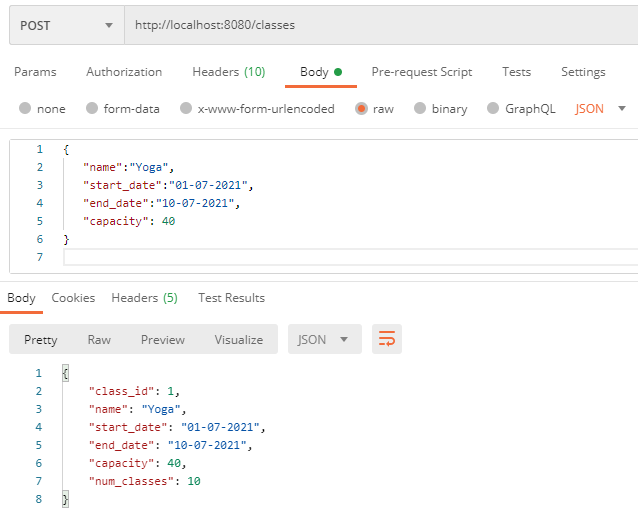 POST http://localhost:8080/classes
Params Authorization Headers (10) Body Pre-request Script Tests Settings
none form-data x-www-form-urlencoded raw binary GraphQL JSON
1 {
2 "name":"Yoga",
3 "start_date":"01-07-2021",
4 "end_date":"10-07-2021",
5 "capacity": 40
6 }
7
Body Cookies Headers (5) Test Results
Pretty Raw Preview Visualize JSON
1 {
2 "class_id": 1,
3 "name": "Yoga",
4 "start_date": "01-07-2021",
5 "end_date": "10-07-2021",
6 "capacity": 40,
7 "num_classes": 10
8 }